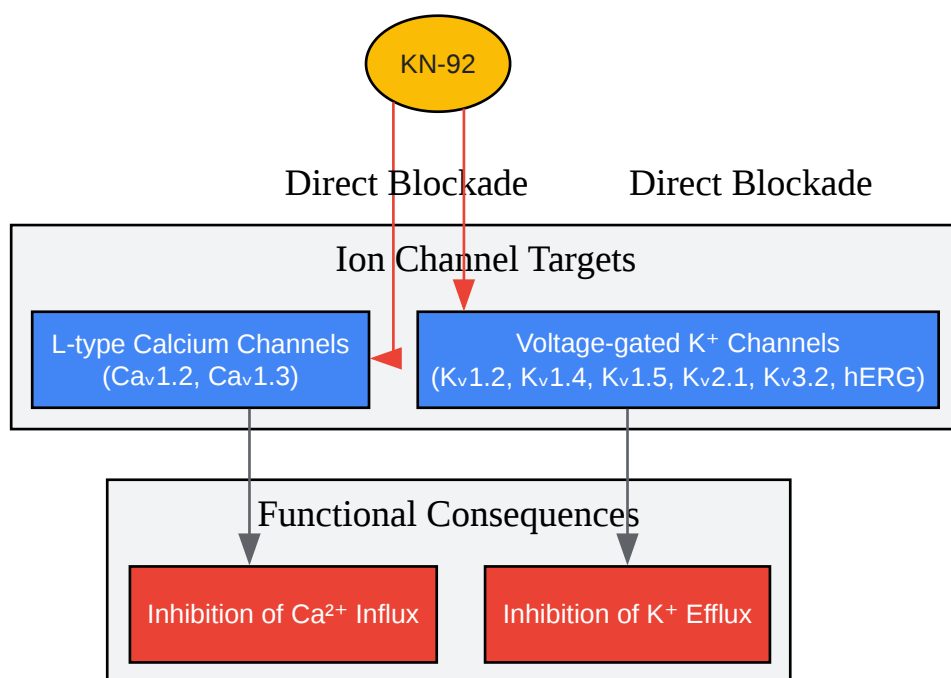 KN-92
Direct Blockade
Direct Blockade
Ion Channel Targets
L-type Calcium Channels
(Caᵥ1.2, Caᵥ1.3)
Voltage-gated K⁺ Channels
(Kᵥ1.2, Kᵥ1.4, Kᵥ1.5, Kᵥ2.1, Kᵥ3.2, hERG)
Functional Consequences
Inhibition of Ca²⁺ Influx
Inhibition of K⁺ Efflux